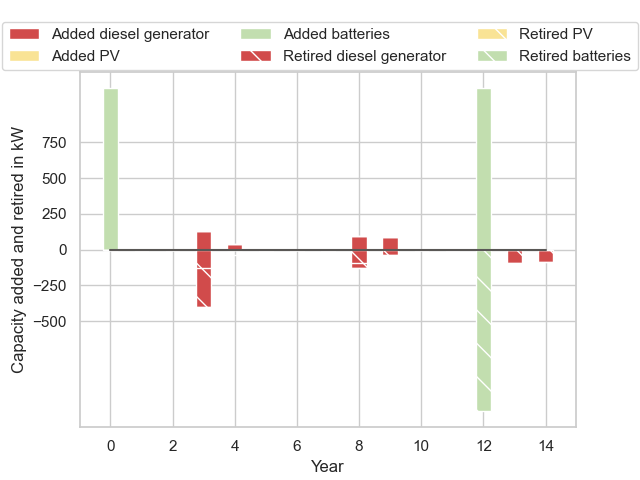 Added diesel generator Added batteries Retired PV
Added PV Retired diesel generator Retired batteries
750
500
250
0
−250
−500
Capacity added and retired in kW
0 2 4 6 8 10 12 14
Year